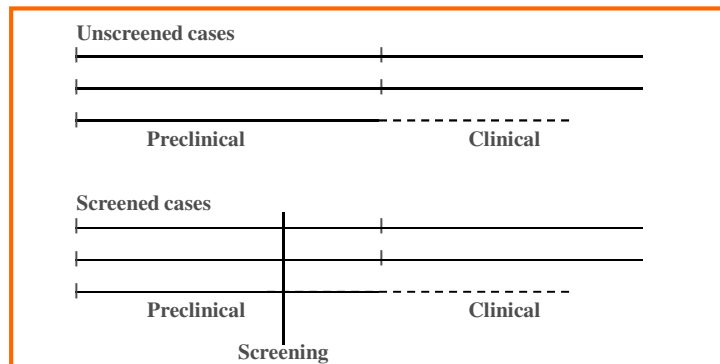 Unscreened cases
Preclinical Clinical
Screened cases
Preclinical Clinical
Screening